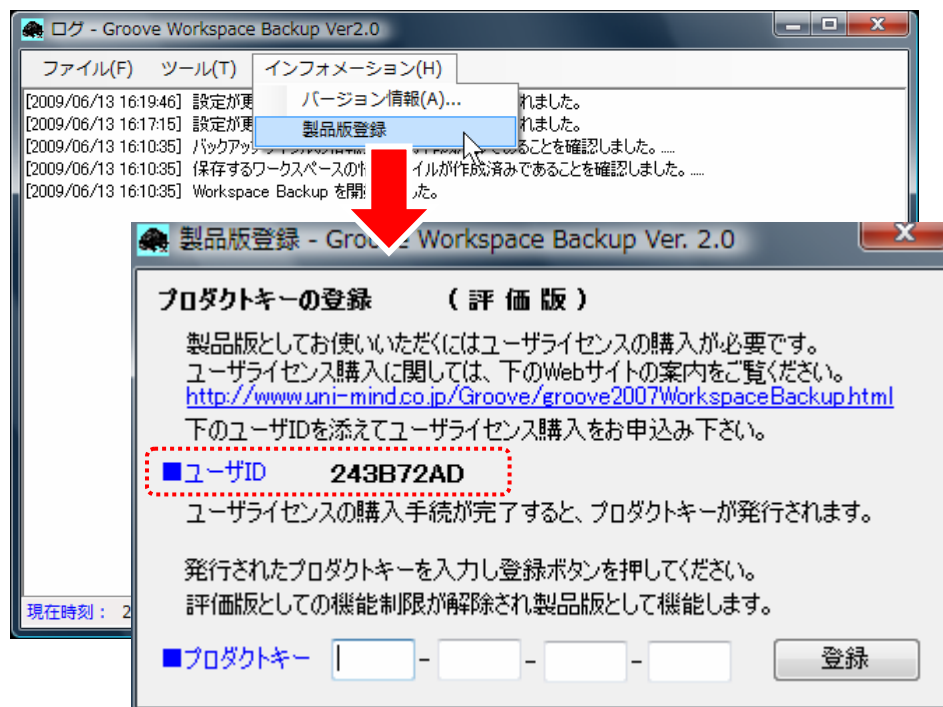 ログ - Groove Workspace Backup Ver2.0
ファイル(F) ツール(T) インフォメーション(H)
バージョン情報(A)...
製品版登録
[2009/06/13 16:19:46] 設定が更 れました。
[2009/06/13 16:17:15] 設定が更 れました。
[2009/06/13 16:10:35] バックアップ ることを確認しました。....
[2009/06/13 16:10:35] 保存するワークスペースの イルが作成済みであることを確認しました。....
[2009/06/13 16:10:35] Workspace Backup を開 した。
製品版登録 - Groove Workspace Backup Ver. 2.0
プロダクトキーの登録 ( 評 価 版 )
製品版としてお使いいただくにはユーザライセンスの購入が必要です。
ユーザライセンス購入に関しては、下のWebサイトの案内をご覧ください。
http://www.uni-mind.co.jp/Groove/groove2007WorkspaceBackup.html
下のユーザIDを添えてユーザライセンス購入をお申込み下さい。
■ユーザID 243B72AD
ユーザライセンスの購入手続が完了すると、プロダクトキーが発行されます。
発行されたプロダクトキーを入力し登録ボタンを押してください。
評価版としての機能制限が解除され製品版として機能します。
現在時刻： 2
■プロダクトキー - - - 登録